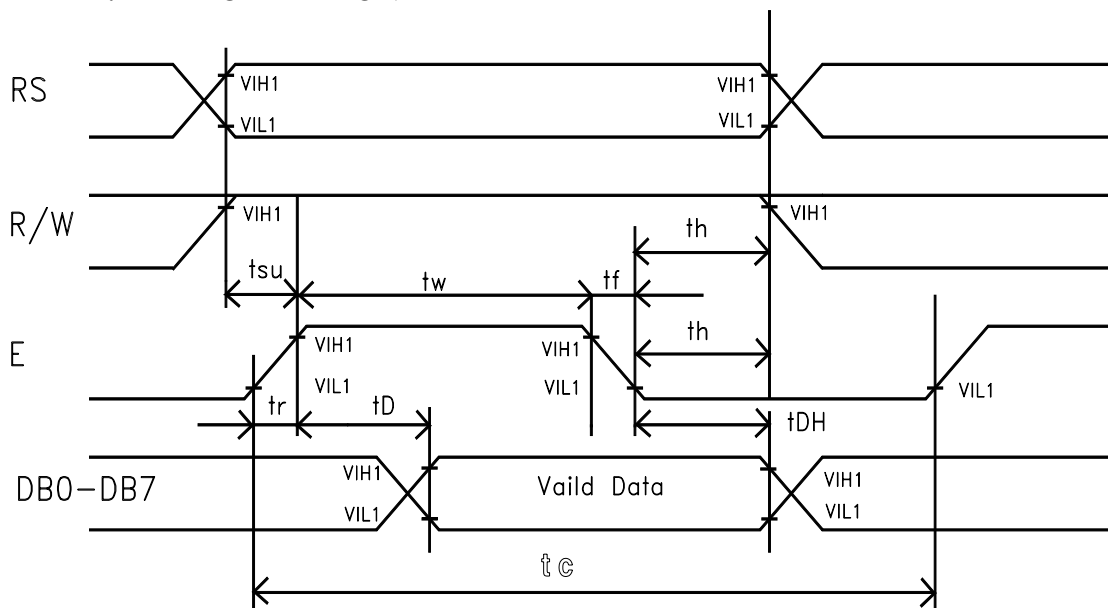 RS
VIH1
VIL1
VIH1
VIL1
R/W
VIH1
VIH1
th
tsu
tw
tf
E
VIH1
VIL1
VIH1
VIL1
th
VIL1
tr
tD
tDH
DB0-DB7
VIH1
VIL1
Vaild Data
VIH1
VIL1
tc